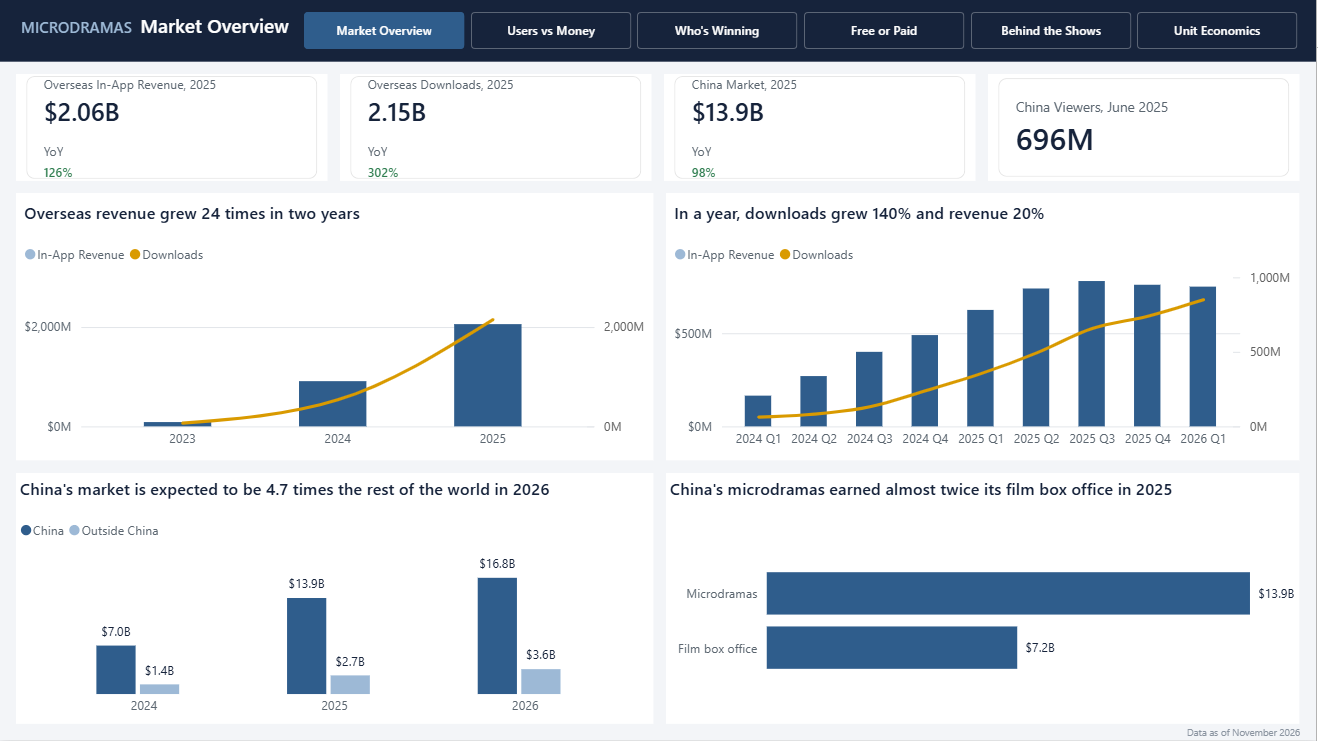 MICRODRAMAS Market Overview
Market Overview
Users vs Money
Who's Winning
Free or Paid
Behind the Shows
Unit Economics
Overseas In-App Revenue, 2025
$2.06B
YoY
126%
Overseas Downloads, 2025
2.15B
YoY
302%
China Market, 2025
$13.9B
YoY
98%
China Viewers, June 2025
696M
Overseas revenue grew 24 times in two years
In-App Revenue Downloads
$2,000M
2,000M
$0M
0M
2023 2024 2025
In a year, downloads grew 140% and revenue 20%
In-App Revenue Downloads
1,000M
$500M
500M
$0M
0M
2024 Q1 2024 Q2 2024 Q3 2024 Q4 2025 Q1 2025 Q2 2025 Q3 2025 Q4 2026 Q1
China's market is expected to be 4.7 times the rest of the world in 2026
China Outside China
$16.8B
$13.9B
$7.0B
$2.7B
$3.6B
$1.4B
2024 2025 2026
China's microdramas earned almost twice its film box office in 2025
Microdramas $13.9B
Film box office $7.2B
Data as of November 2026